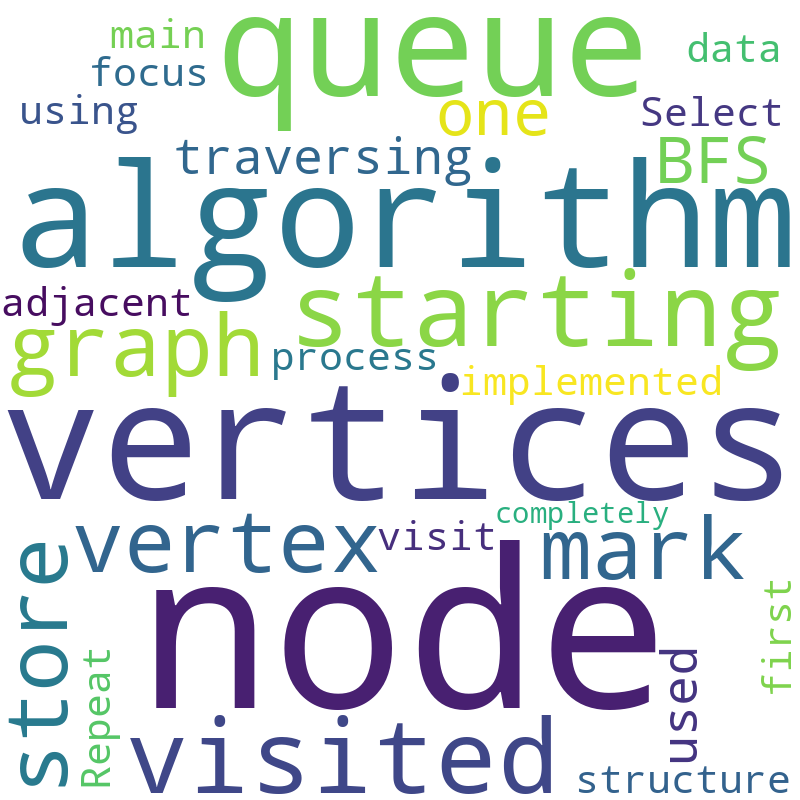 main
queue
data
focus
using
one
Select
traversing
BFS
algorithm
adjacent
starting
graph
process
implemented
vertices
completely
vertex
visit
mark
store
node
first
Repeat
used
visited
structure